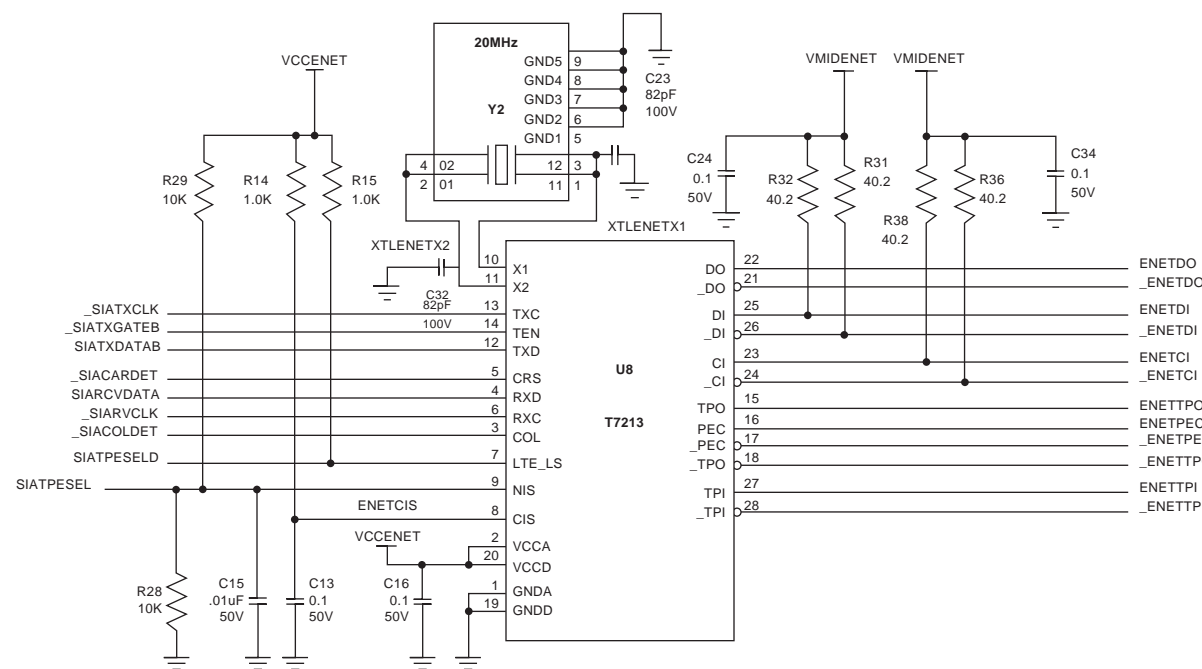 20MHz
Y2
GND5 9
GND4 8
GND3 7
GND2 6
GND1 5
4 02
2 01
12 3
11 1
C23
82pF
100V
VCCENET
R29
10K
R14
1.0K
R15
1.0K
VMIDENET
VMIDENET
C24
0.1
50V
R32
40.2
R31
40.2
R38
40.2
R36
40.2
C34
0.1
50V
XTLENETX2
XTLENETX1
C32
82pF
100V
U8
T7213
10 X1
11 X2
_SIATXCLK 13 TXC
_SIATXGATEB 14 TEN
SIATXDATAB 12 TXD
_SIACARDET 5 CRS
SIARCVDATA 4 RXD
_SIARVCLK 6 RXC
_SIACOLDET 3 COL
SIATPESELD 7 LTE_LS
SIATPESEL 9 NIS
ENETCIS 8 CIS
VCCENET
2 VCCA
20 VCCD
1 GNDA
19 GNDD
DO 22 ENETDO
_DO 21 _ENETDO
DI 25 ENETDI
_DI 26 _ENETDI
CI 23 ENETCI
_CI 24 _ENETCI
TPO 15 ENETTPO
PEC 16 ENETPEC
_PEC 17 _ENETPE
_TPO 18 _ENETTP
TPI 27 ENETTPI
_TPI 28 _ENETTP
R28
10K
C15
.01uF
50V
C13
0.1
50V
C16
0.1
50V